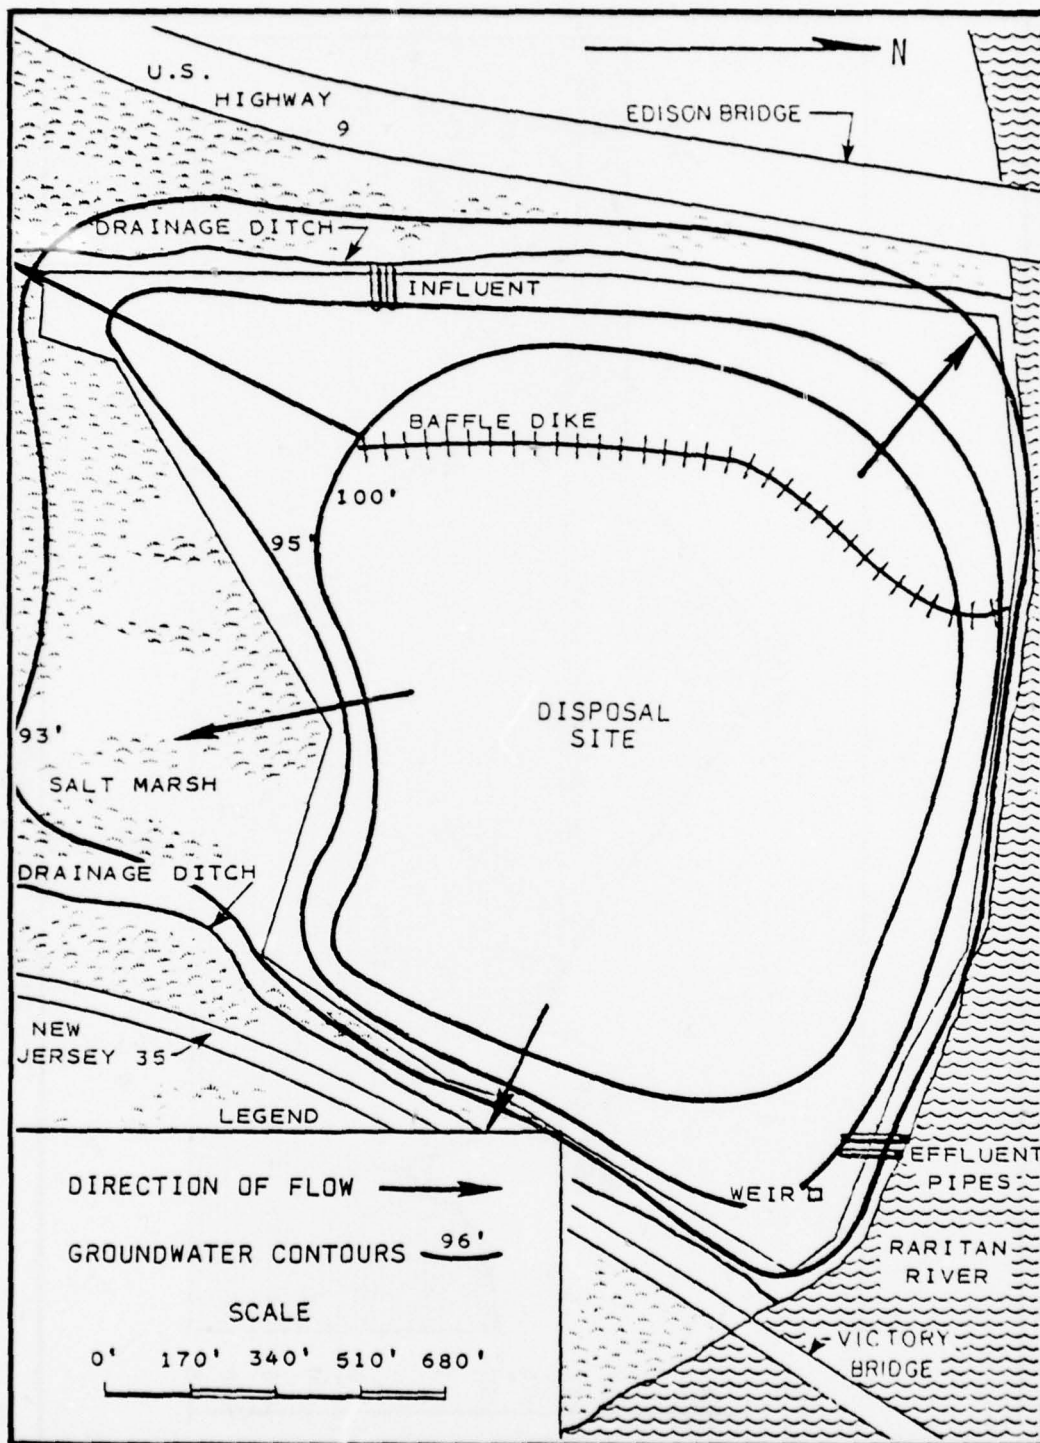 N
U.S.
HIGHWAY
9
EDISON BRIDGE
DRAINAGE DITCH
INFLUENT
BAFFLE DIKE
100'
95'
DISPOSAL
SITE
93'
SALT MARSH
DRAINAGE DITCH
NEW
JERSEY 35
LEGEND
DIRECTION OF FLOW
GROUNDWATER CONTOURS 96'
SCALE
0' 170' 340' 510' 680'
WEIR
EFFLUENT
PIPES
RARITAN
RIVER
VICTORY
BRIDGE